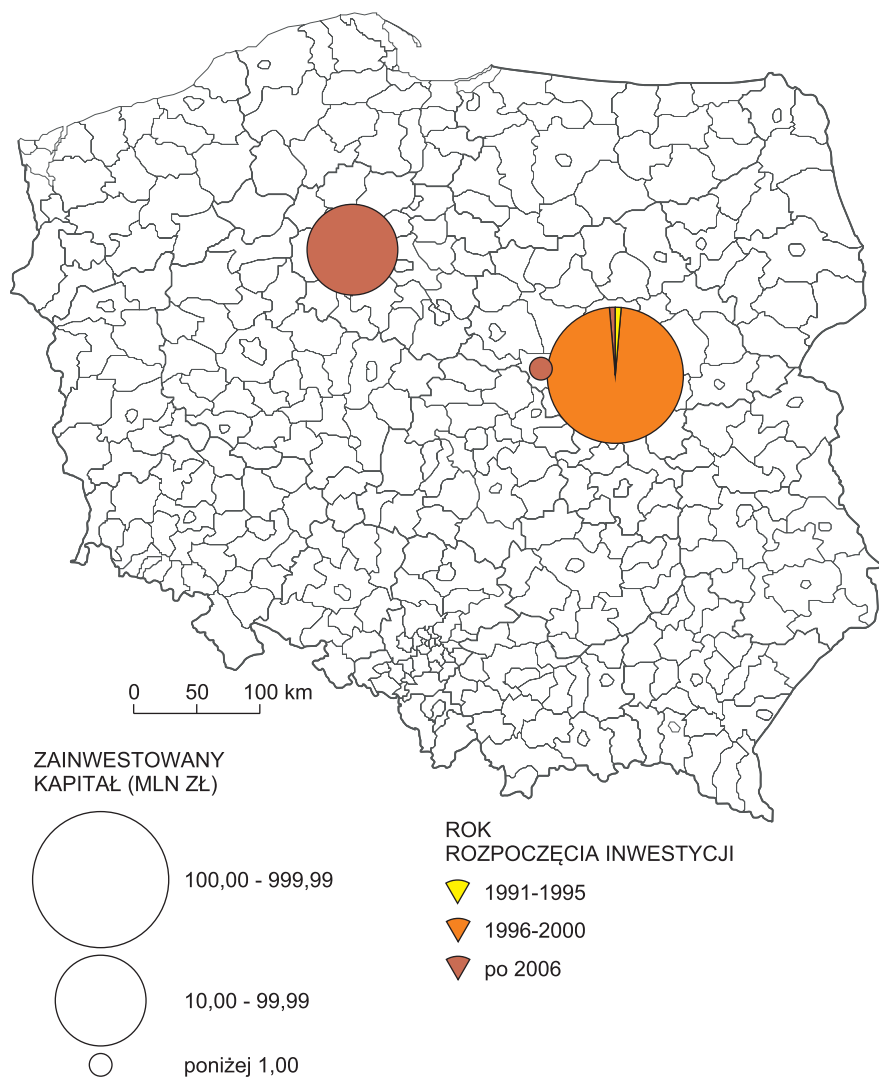 0 50 100 km
ZAINWESTOWANY
KAPITAŁ (MLN ZŁ)
100,00 - 999,99
10,00 - 99,99
poniżej 1,00
ROK
ROZPOCZĘCIA INWESTYCJI
1991-1995
1996-2000
po 2006